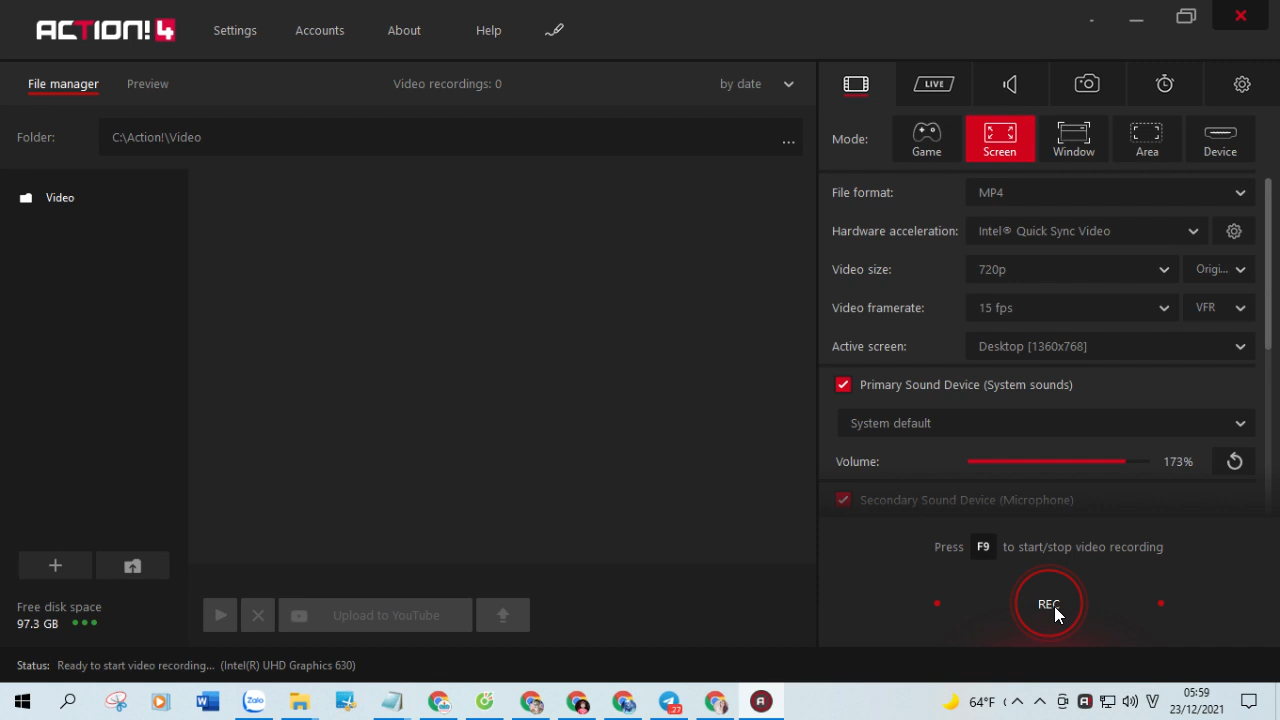 ACTION! 4
Settings
Accounts
About
Help
File manager
Preview
Video recordings: 0
by date
LIVE
Folder:
C:\Action!\Video
...
Mode:
Game
Screen
Window
Area
Device
Video
File format:
MP4
Hardware acceleration:
Intel® Quick Sync Video
Video size:
720p
Origi...
Video framerate:
15 fps
VFR
Active screen:
Desktop [1360x768]
Primary Sound Device (System sounds)
System default
Volume:
173%
Secondary Sound Device (Microphone)
Press F9 to start/stop video recording
REC
Free disk space
97.3 GB
Upload to YouTube
Status: Ready to start video recording... (Intel(R) UHD Graphics 630)
Zalo
27
64°F
05:59
23/12/2021